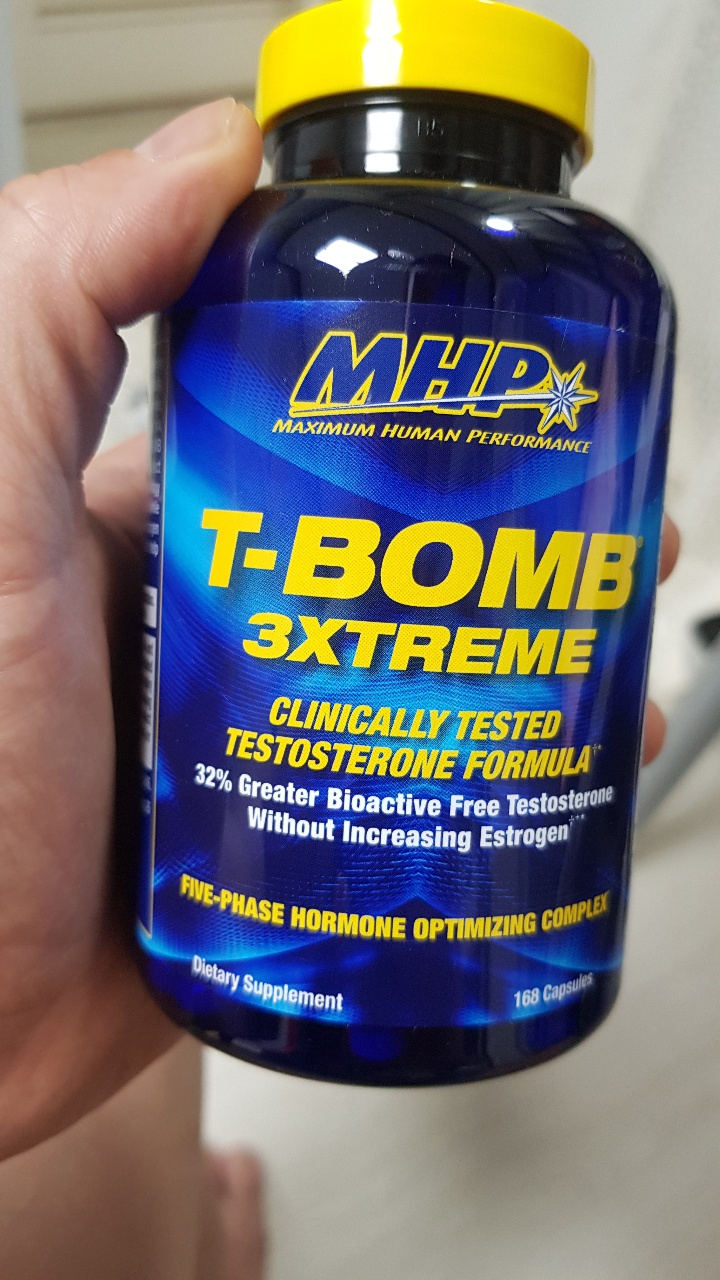 B5
MHP
MAXIMUM HUMAN PERFORMANCE
T-BOMB®
3XTREME
CLINICALLY TESTED
TESTOSTERONE FORMULA
32% Greater Bioactive Free Testosterone
Without Increasing Estrogen
FIVE-PHASE HORMONE OPTIMIZING COMPLEX
Dietary Supplement
168 Capsules